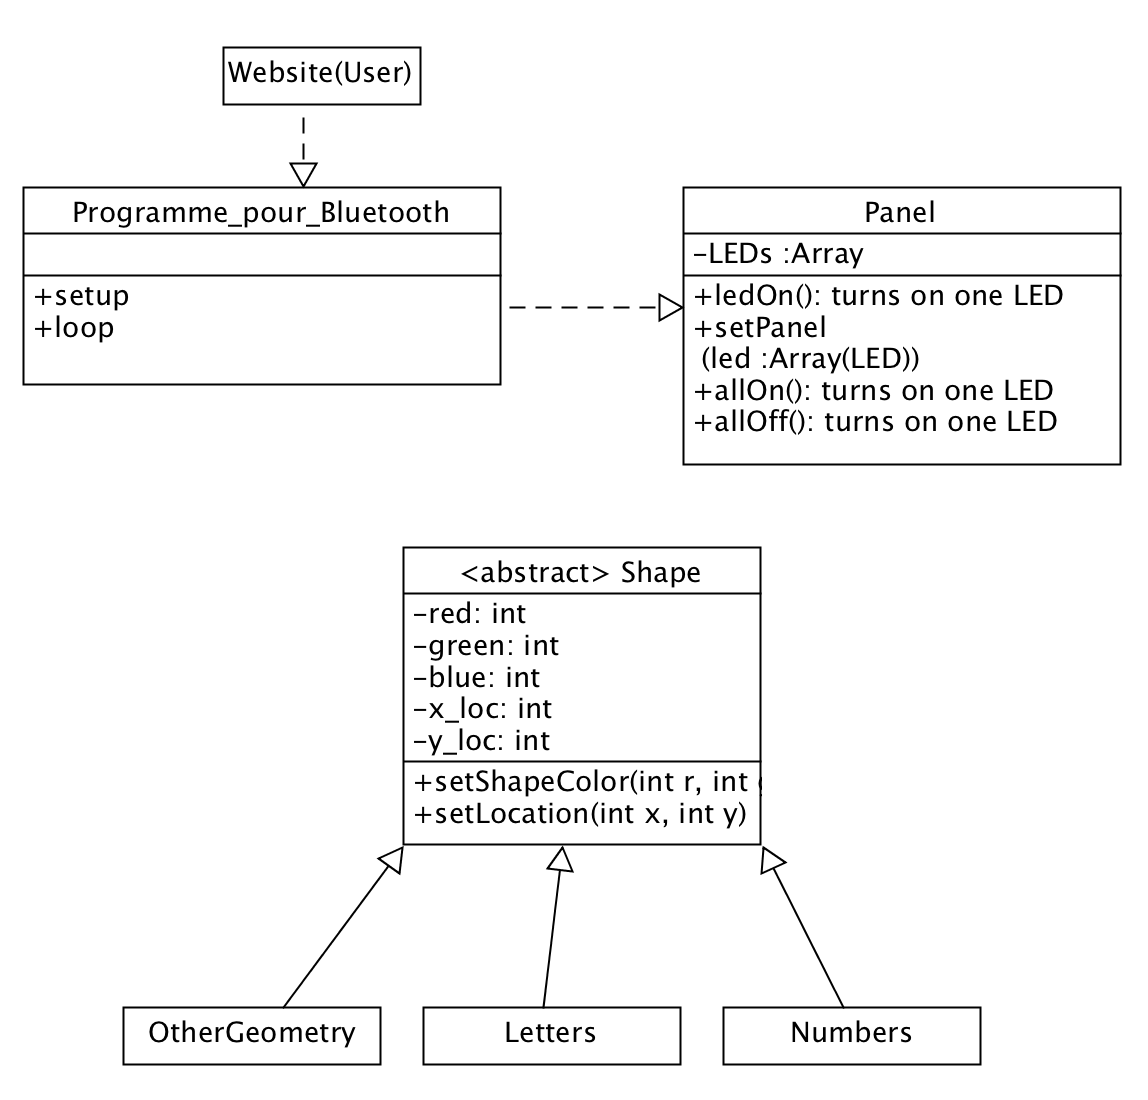 Website(User)
Programme_pour_Bluetooth
+setup
+loop
Panel
-LEDs :Array
+ledOn(): turns on one LED
+setPanel
(led :Array(LED))
+allOn(): turns on one LED
+allOff(): turns on one LED
<abstract> Shape
-red: int
-green: int
-blue: int
-x_loc: int
-y_loc: int
+setShapeColor(int r, int
+setLocation(int x, int y)
OtherGeometry
Letters
Numbers